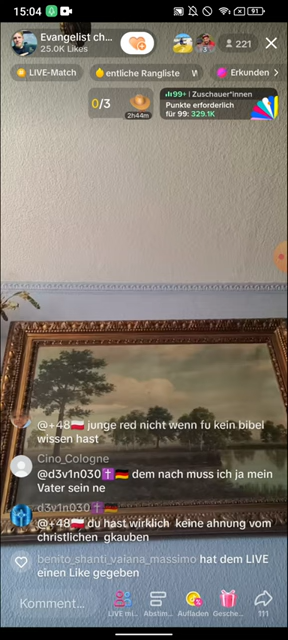 15:04
91
Evangelist ch...
25.0K Likes
221
LIVE-Match
entliche Rangliste
W
Erkunden
0/3
2h44m
99+ | Zuschauer*innen
Punkte erforderlich
für 99: 329.1K
@+48🇵🇱 junge red nicht wenn fu kein bibel
wissen hast
Cino_Cologne
@d3v1n030✝️🇩🇪 dem nach muss ich ja mein
Vater sein ne
d3v1n030✝️🇩🇪
@+48🇵🇱 du hast wirklich keine ahnung vom
christlichen gkauben
benito_shanti_vaiana_massimo hat dem LIVE
einen Like gegeben
Komment...
LIVE mi...
Abstim...
Aufladen
Gesche...
111